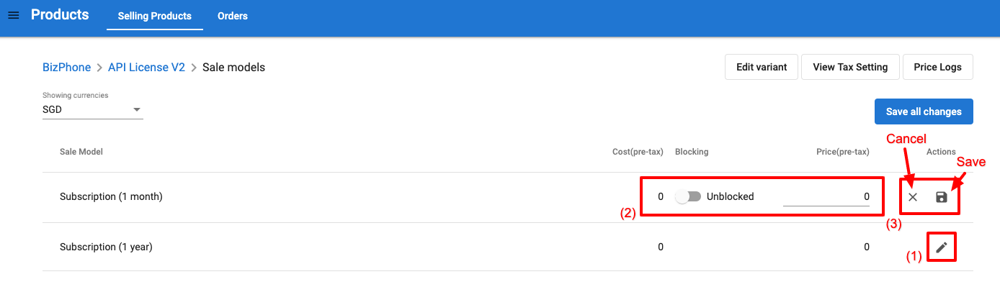 Products Selling Products Orders
BizPhone API License V2 Sale models Edit variant View Tax Setting Price Logs
Showing currencies
SGD
Save all changes
Cancel
Sale Model Cost(pre-tax) Blocking Price(pre-tax) Actions
Save
Subscription (1 month) 0 Unblocked 0
(2)
(3)
Subscription (1 year) 0 0
(1)